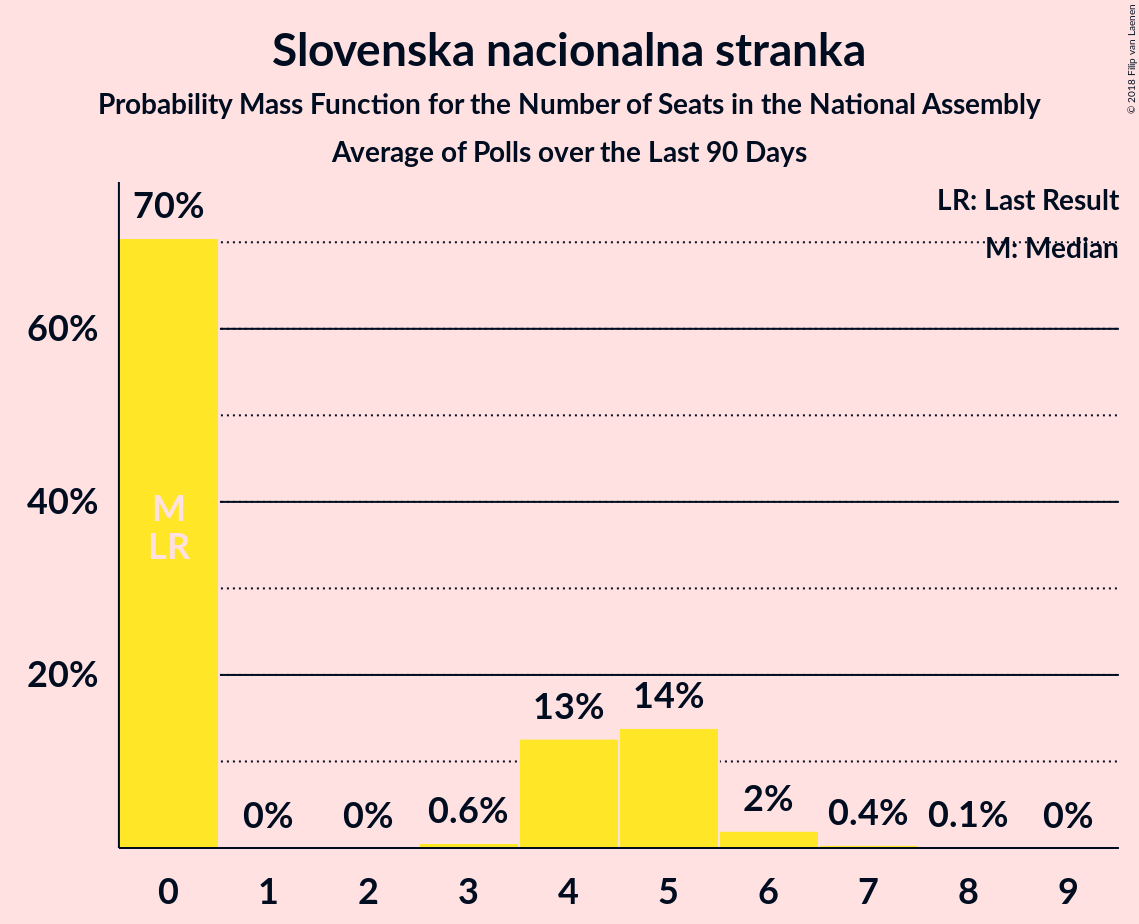 Slovenska nacionalna stranka
Probability Mass Function for the Number of Seats in the National Assembly
Average of Polls over the Last 90 Days
© 2018 Filip van Laenen
LR: Last Result
M: Median
70%
60%
40%
20%
M
LR
0%
0%
0.6%
13%
14%
2%
0.4%
0.1%
0%
0 1 2 3 4 5 6 7 8 9